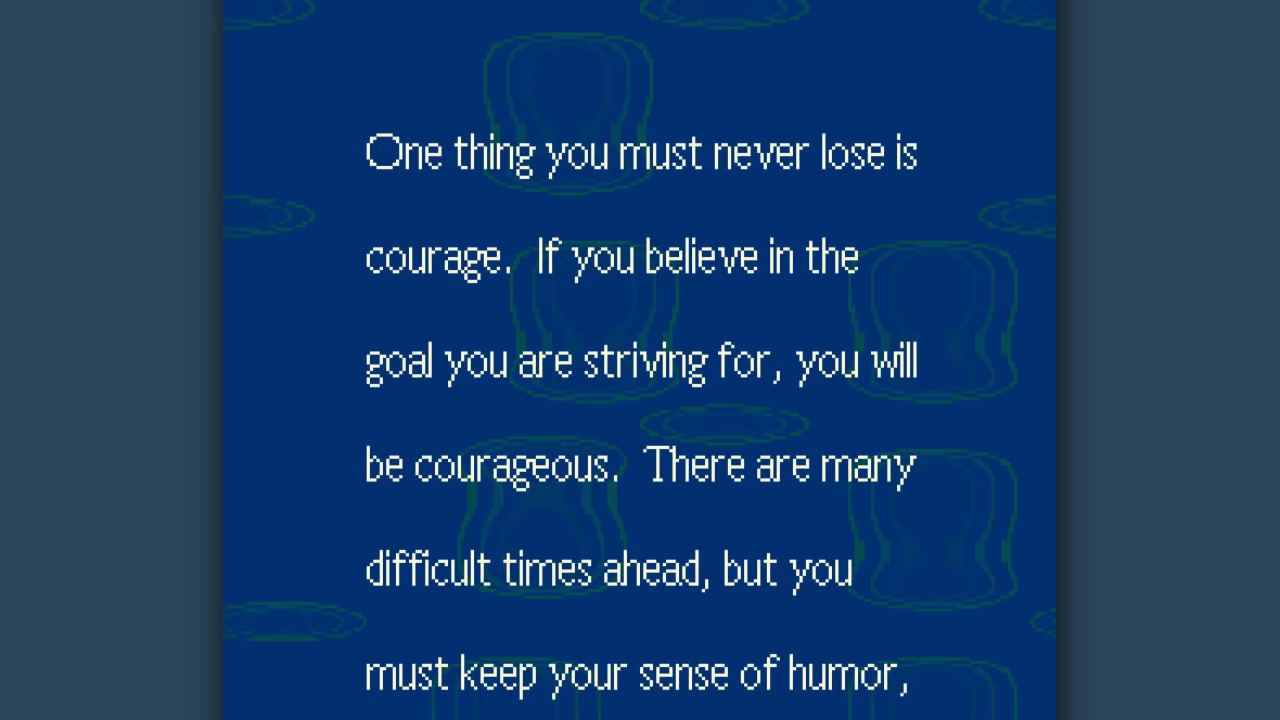 One thing you must never lose is
courage.  If you believe in the
goal you are striving for, you will
be courageous.  There are many
difficult times ahead, but you
must keep your sense of humor,